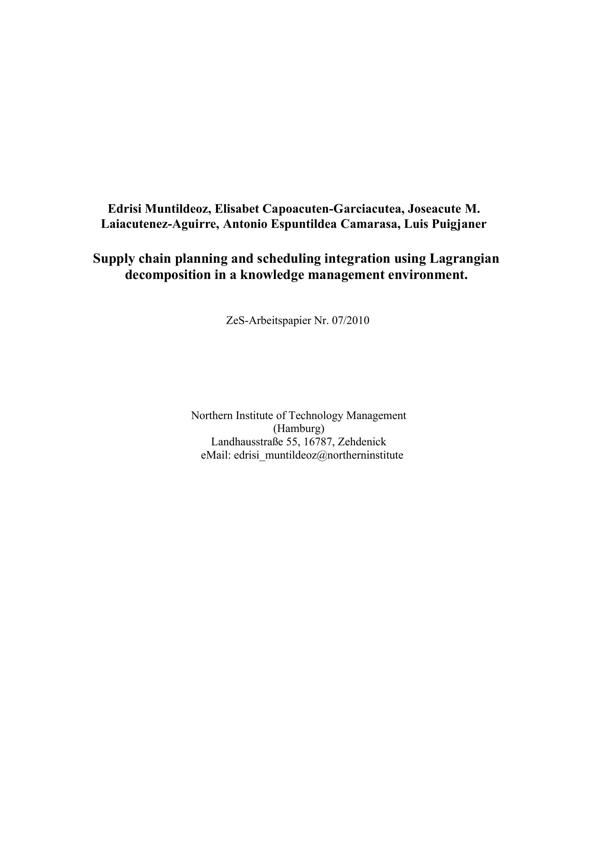 Edrisi Muntildeoz, Elisabet Capoacuten-Garciacutea, Joseacute M.
Laiacutenez-Aguirre, Antonio Espuntildea Camarasa, Luis Puigjaner
Supply chain planning and scheduling integration using Lagrangian
decomposition in a knowledge management environment.
ZeS-Arbeitspapier Nr. 07/2010
Northern Institute of Technology Management
(Hamburg)
Landhausstraße 55, 16787, Zehdenick
eMail: edrisi_muntildeoz@northerninstitute